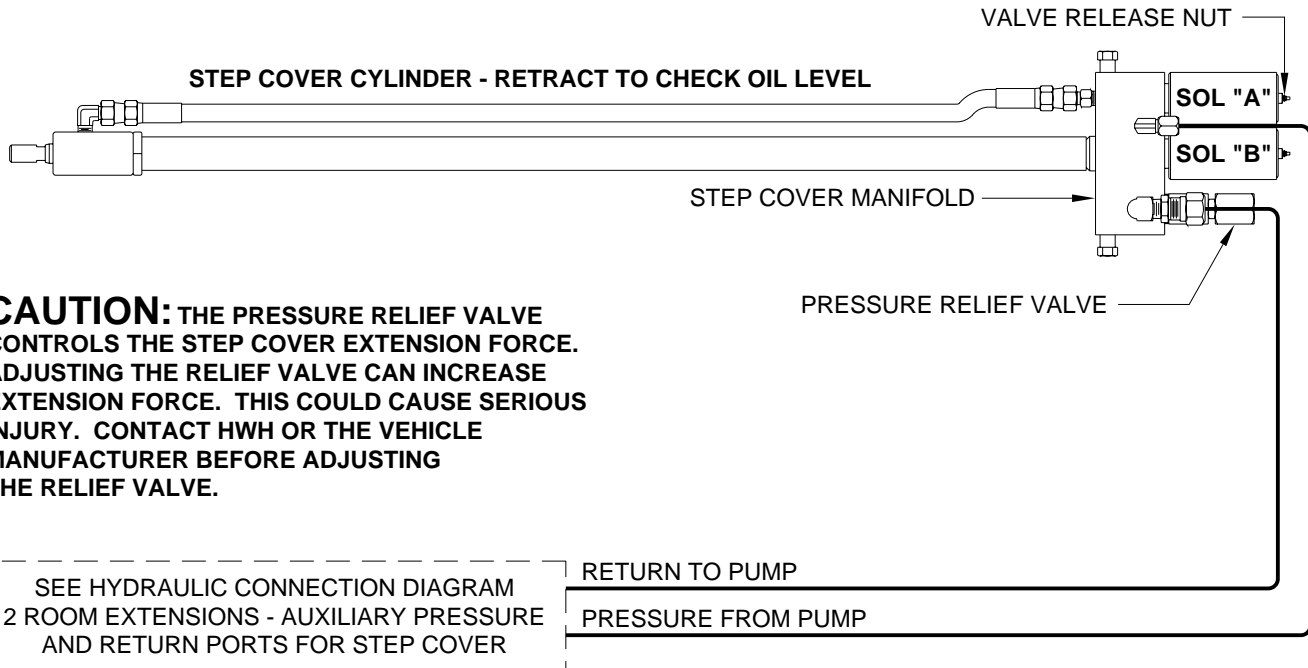 VALVE RELEASE NUT
STEP COVER CYLINDER - RETRACT TO CHECK OIL LEVEL
SOL "A"
SOL "B"
STEP COVER MANIFOLD
PRESSURE RELIEF VALVE
CAUTION: THE PRESSURE RELIEF VALVE
CONTROLS THE STEP COVER EXTENSION FORCE.
ADJUSTING THE RELIEF VALVE CAN INCREASE
EXTENSION FORCE. THIS COULD CAUSE SERIOUS
INJURY. CONTACT HWH OR THE VEHICLE
MANUFACTURER BEFORE ADJUSTING
THE RELIEF VALVE.
SEE HYDRAULIC CONNECTION DIAGRAM
2 ROOM EXTENSIONS - AUXILIARY PRESSURE
AND RETURN PORTS FOR STEP COVER
RETURN TO PUMP
PRESSURE FROM PUMP